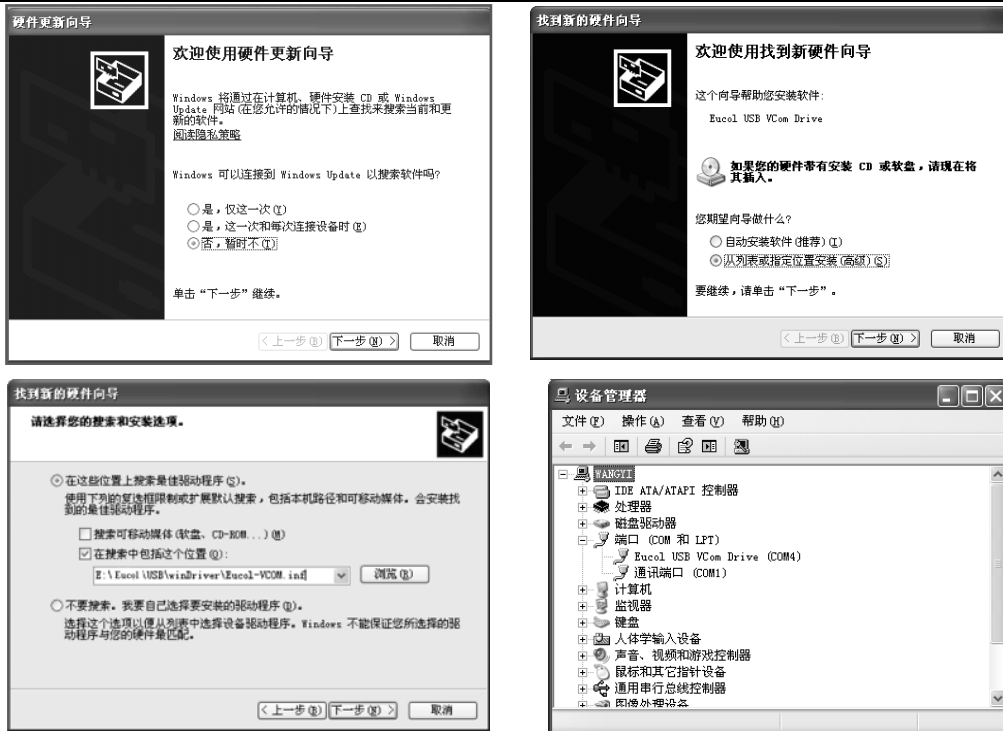 硬件更新向导
欢迎使用硬件更新向导
Windows 将通过在计算机、硬件安装 CD 或 Windows
Update 网站(在您允许的情况下)上查找来搜索当前和更
新的软件。
阅读隐私策略
Windows 可以连接到 Windows Update 以搜索软件吗?
是，仅这一次(Y)
是，这一次和每次连接设备时(E)
否，暂时不(T)
单击“下一步”继续。
< 上一步(B) 下一步(N) > 取消
找到新的硬件向导
欢迎使用找到新硬件向导
这个向导帮助您安装软件:
Eucol USB VCom Drive
如果您的硬件带有安装 CD 或软盘，请现在将
其插入。
您期望向导做什么?
自动安装软件(推荐)(I)
从列表或指定位置安装(高级)(S)
要继续，请单击“下一步”。
< 上一步(B) 下一步(N) > 取消
找到新的硬件向导
请选择您的搜索和安装选项。
在这些位置上搜索最佳驱动程序(S)。
使用下列的复选框限制或扩展默认搜索，包括本机路径和可移动媒体。会安装找
到的最佳驱动程序。
搜索可移动媒体(软盘、CD-ROM...)(M)
在搜索中包括这个位置(O):
E:\Eucol\USB\winDriver\Eucol-VCOM.inf 浏览(R)
不要搜索。我要自己选择要安装的驱动程序(D)。
选择这个选项以便从列表中选择设备驱动程序。Windows 不能保证您所选择的驱
动程序与您的硬件最匹配。
< 上一步(B) 下一步(N) > 取消
设备管理器
文件(F) 操作(A) 查看(V) 帮助(H)
WANGYI
IDE ATA/ATAPI 控制器
处理器
磁盘驱动器
端口 (COM 和 LPT)
Eucol USB VCom Drive (COM4)
通讯端口 (COM1)
计算机
监视器
键盘
人体学输入设备
声音、视频和游戏控制器
鼠标和其它指针设备
通用串行总线控制器
图像处理设备